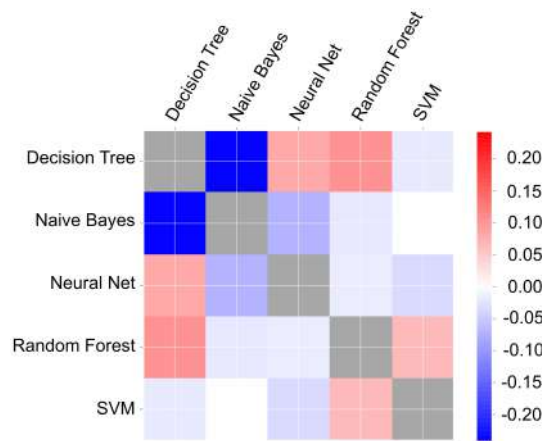 Decision Tree
Naive Bayes
Neural Net
Random Forest
SVM
Decision Tree
Naive Bayes
Neural Net
Random Forest
SVM
0.20
0.15
0.10
0.05
0.00
-0.05
-0.10
-0.15
-0.20